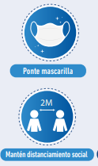 Ponte mascarilla
2M
Mantén distanciamiento social